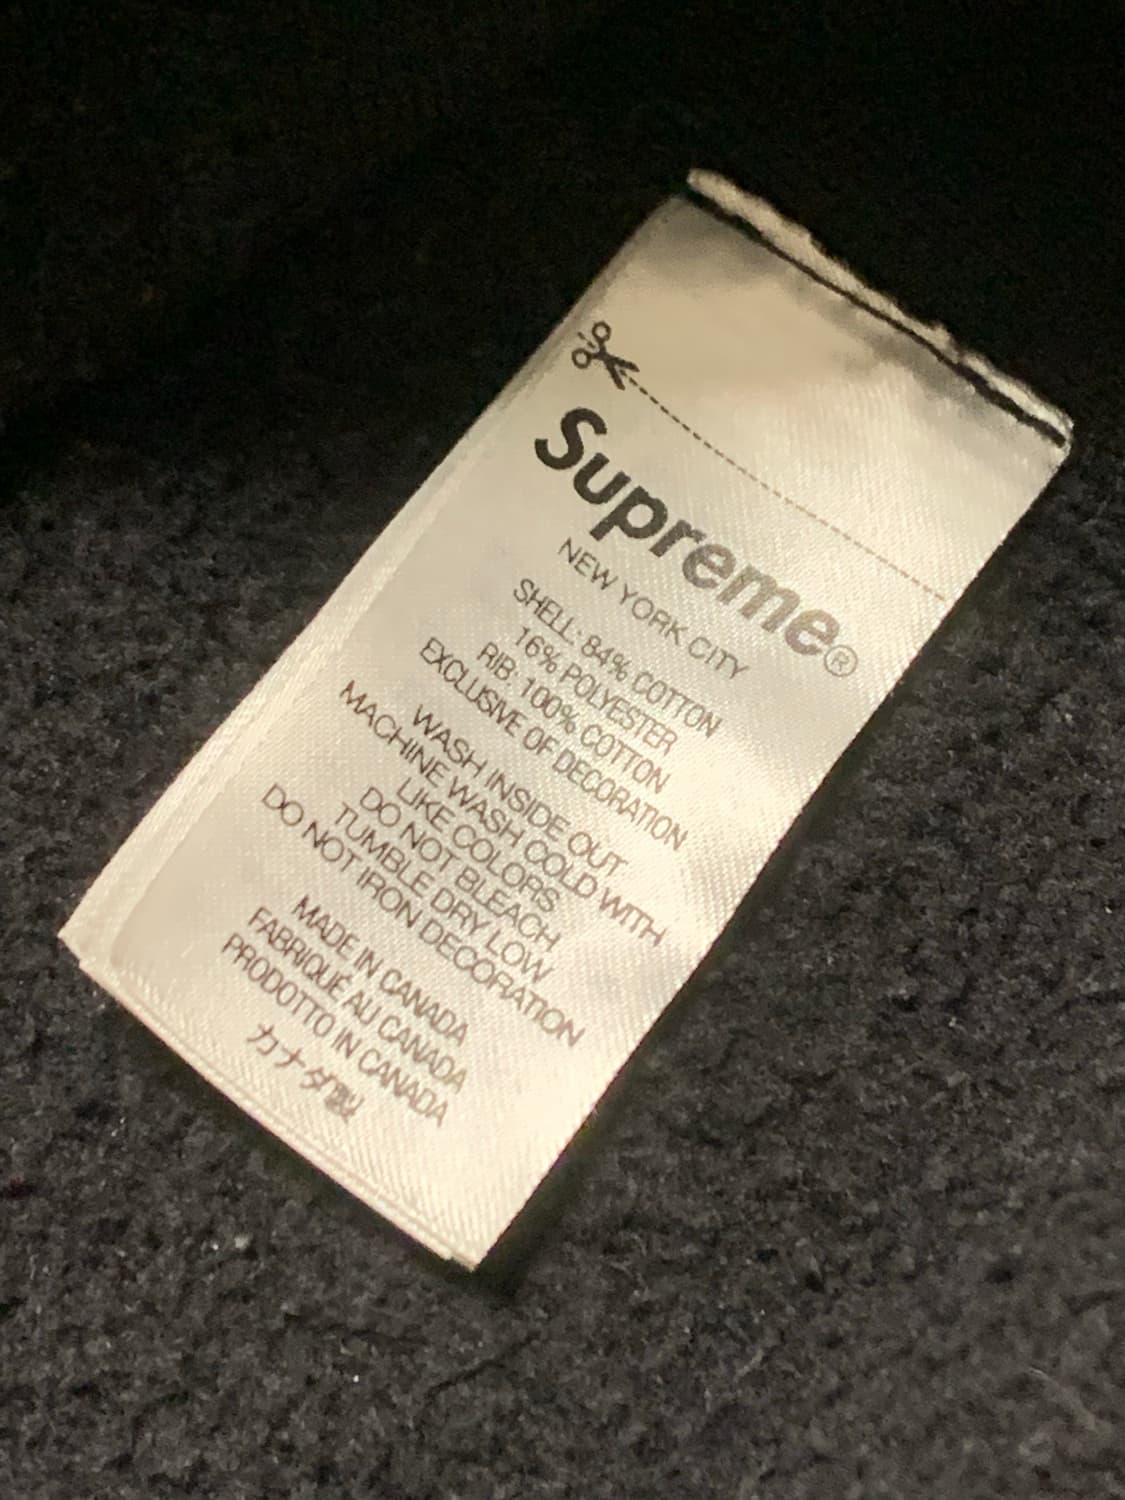 Supreme®
NEW YORK CITY
SHELL: 84% COTTON
16% POLYESTER
RIB: 100% COTTON
EXCLUSIVE OF DECORATION
WASH INSIDE OUT
MACHINE WASH COLD WITH
LIKE COLORS
DO NOT BLEACH
TUMBLE DRY LOW
DO NOT IRON DECORATION
MADE IN CANADA
FABRIQUÉ AU CANADA
PRODOTTO IN CANADA
カナダ製